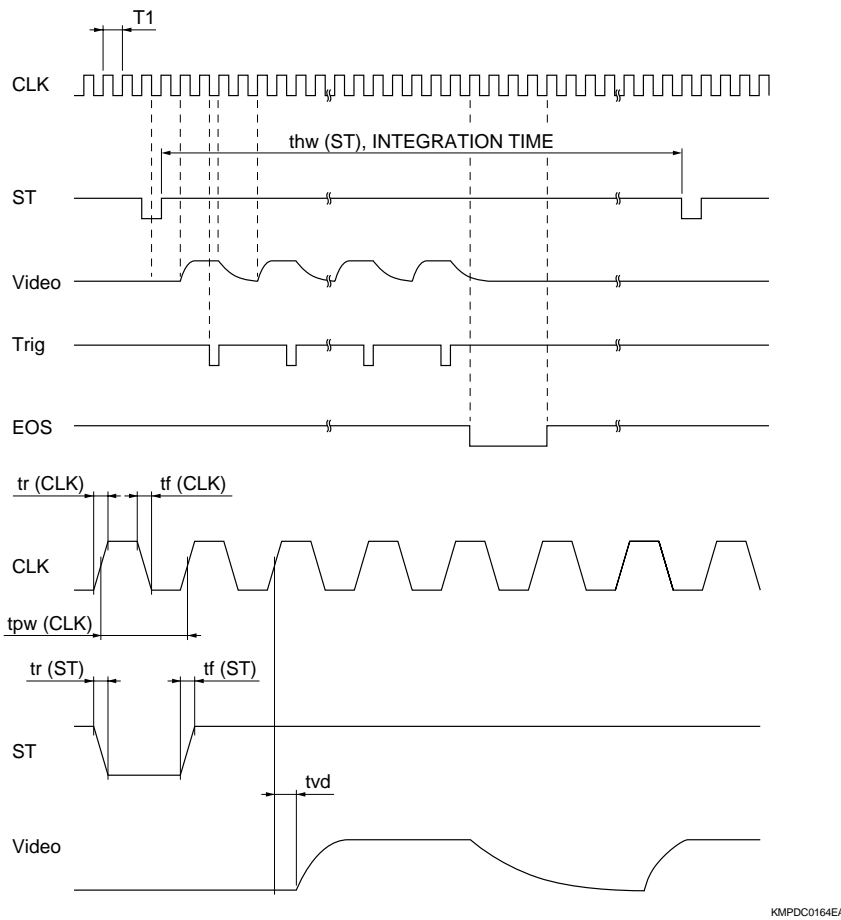 T1
CLK
thw (ST), INTEGRATION TIME
ST
Video
Trig
EOS
tr (CLK) tf (CLK)
CLK
tpw (CLK)
tr (ST) tf (ST)
ST
tvd
Video
KMPDC0164EA